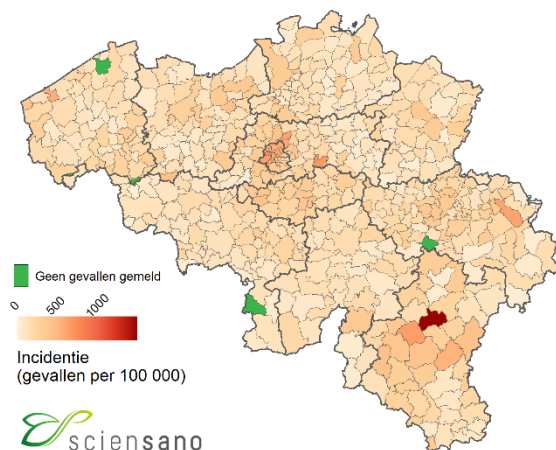 Geen gevallen gemeld
0 500 1000
Incidentie
(gevallen per 100 000)
sciensano